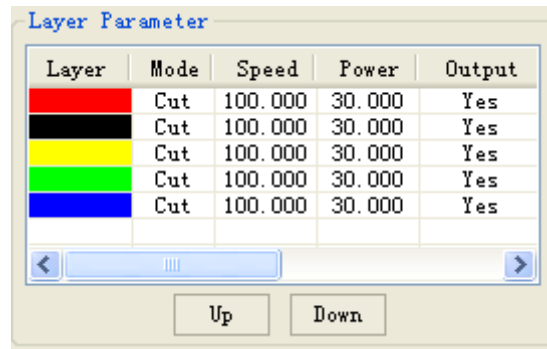 Layer Parameter
Layer Mode Speed Power Output
Cut 100.000 30.000 Yes
Cut 100.000 30.000 Yes
Cut 100.000 30.000 Yes
Cut 100.000 30.000 Yes
Cut 100.000 30.000 Yes
Up Down